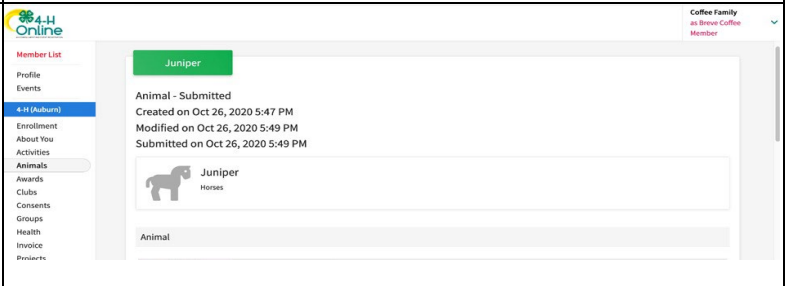 4-H
Online
Coffee Family
as Breve Coffee
Member
Member List
Profile
Events
4-H (Auburn)
Enrollment
About You
Activities
Animals
Awards
Clubs
Consents
Groups
Health
Invoice
Projects
Juniper
Animal - Submitted
Created on Oct 26, 2020 5:47 PM
Modified on Oct 26, 2020 5:49 PM
Submitted on Oct 26, 2020 5:49 PM
Juniper
Horses
Animal